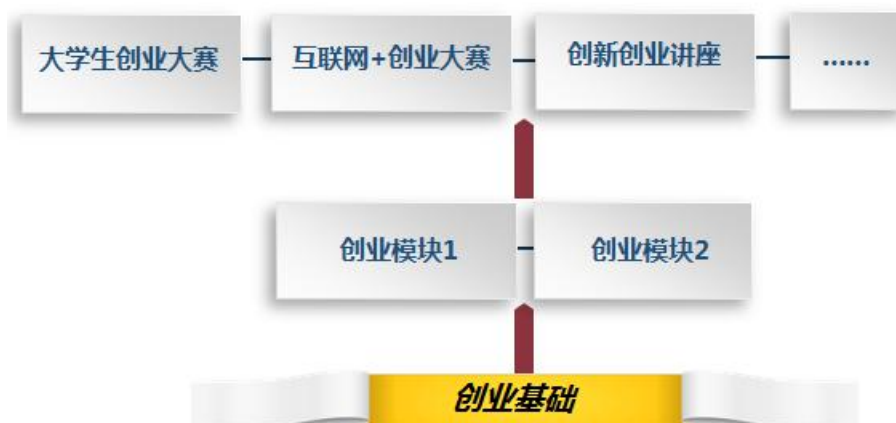 大学生创业大赛
互联网+创业大赛
创新创业讲座
......
创业模块1
创业模块2
创业基础